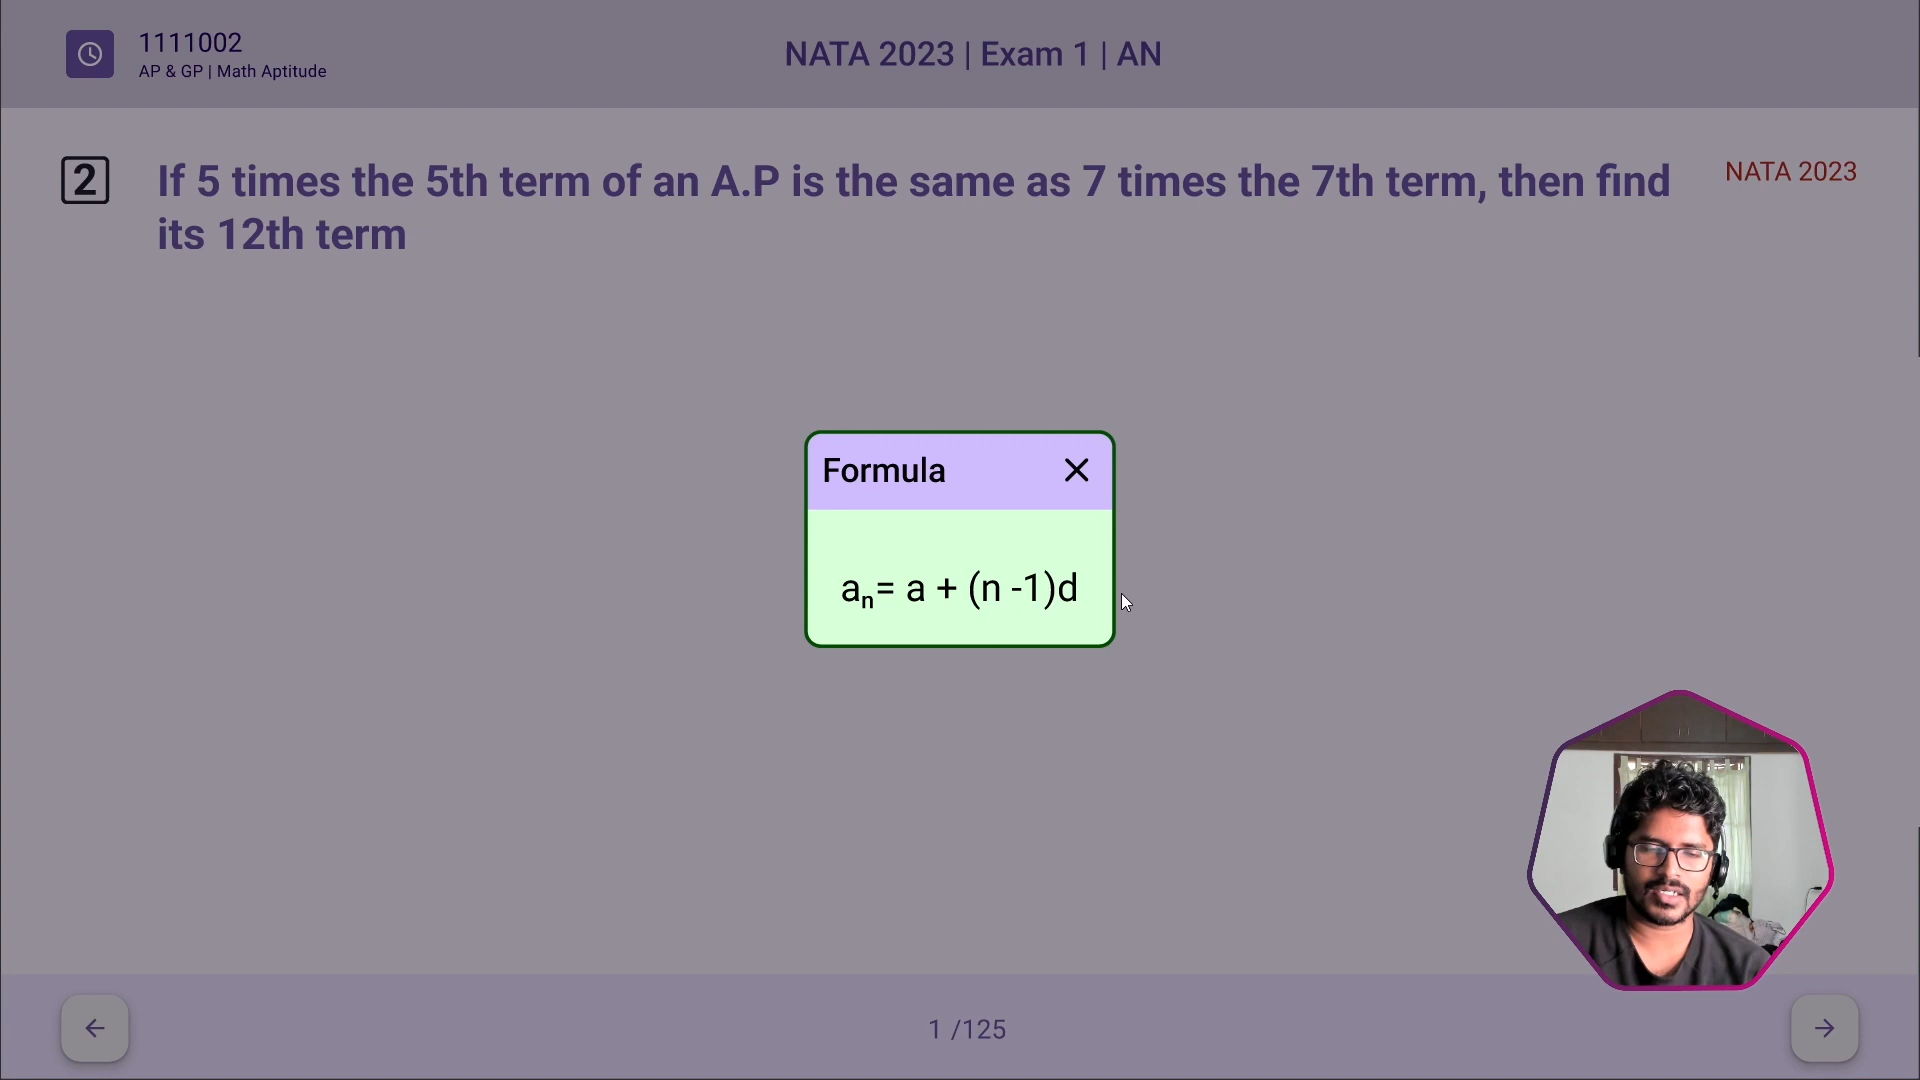 1111002
AP & GP | Math Aptitude
NATA 2023 | Exam 1 | AN
2
If 5 times the 5th term of an A.P is the same as 7 times the 7th term, then find
its 12th term
NATA 2023
Formula
aₙ= a + (n -1)d
1 /125